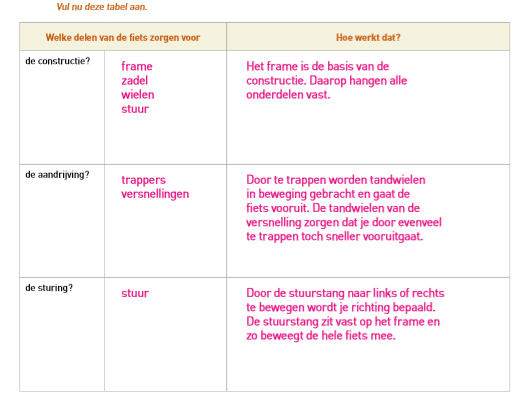 Vul nu deze tabel aan.
Welke delen van de fiets zorgen voor
Hoe werkt dat?
de constructie?
frame
zadel
wielen
stuur
Het frame is de basis van de
constructie. Daarop hangen alle
onderdelen vast.
de aandrijving?
trappers
versnellingen
Door te trappen worden tandwielen
in beweging gebracht en gaat de
fiets vooruit. De tandwielen van de
versnelling zorgen dat je door evenveel
te trappen toch sneller vooruitgaat.
de sturing?
stuur
Door de stuurstang naar links of rechts
te bewegen wordt je richting bepaald.
De stuurstang zit vast op het frame en
zo beweegt de hele fiets mee.